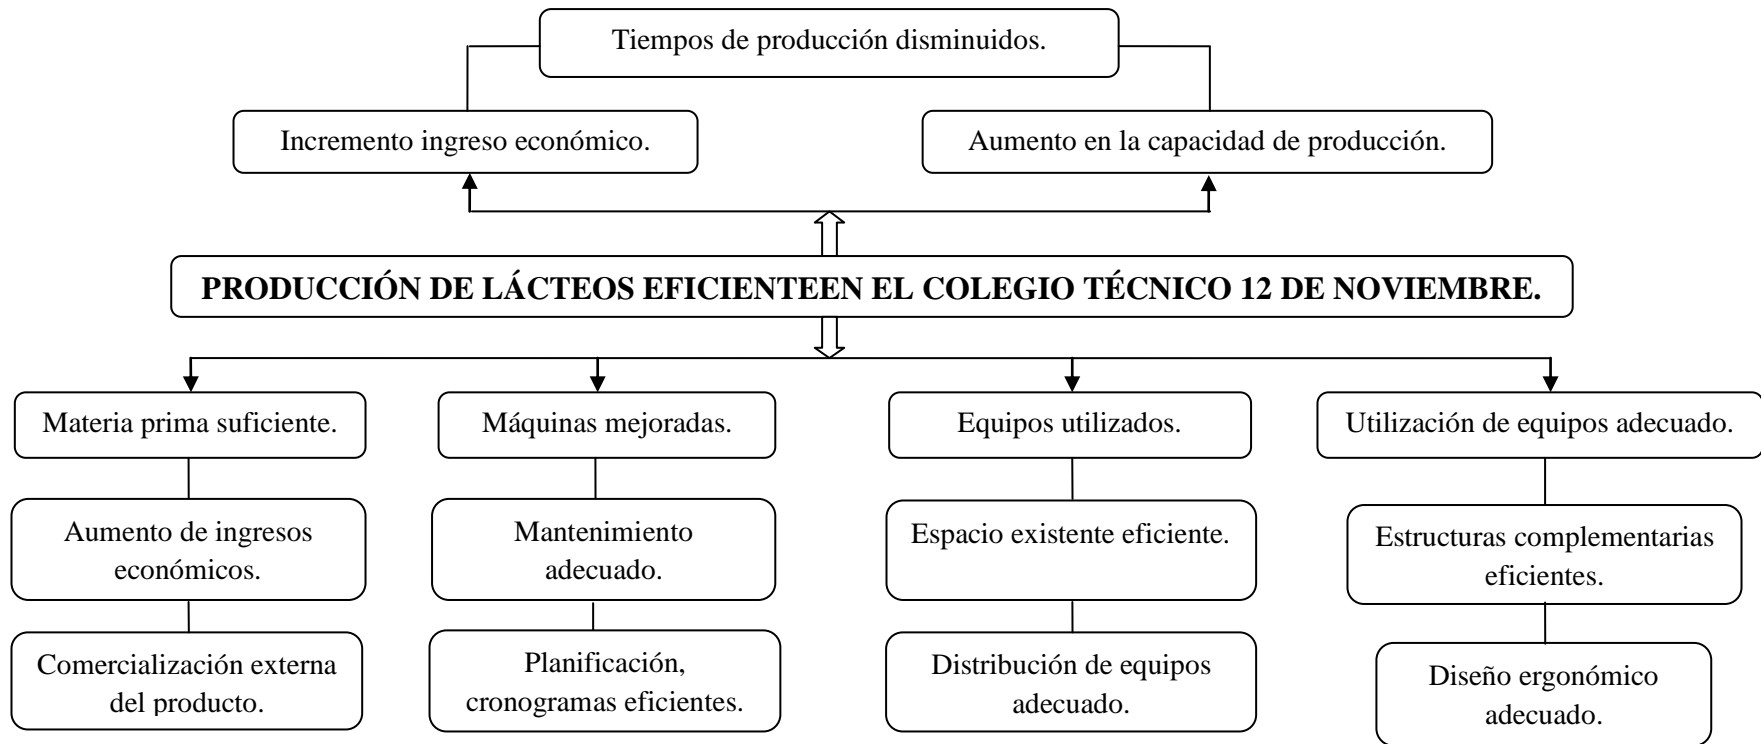 Tiempos de producción disminuidos.
Incremento ingreso económico.
Aumento en la capacidad de producción.
PRODUCCIÓN DE LÁCTEOS EFICIENTEEN EL COLEGIO TÉCNICO 12 DE NOVIEMBRE.
Materia prima suficiente.
Máquinas mejoradas.
Equipos utilizados.
Utilización de equipos adecuado.
Aumento de ingresos
económicos.
Mantenimiento
adecuado.
Espacio existente eficiente.
Estructuras complementarias
eficientes.
Comercialización externa
del producto.
Planificación,
cronogramas eficientes.
Distribución de equipos
adecuado.
Diseño ergonómico
adecuado.